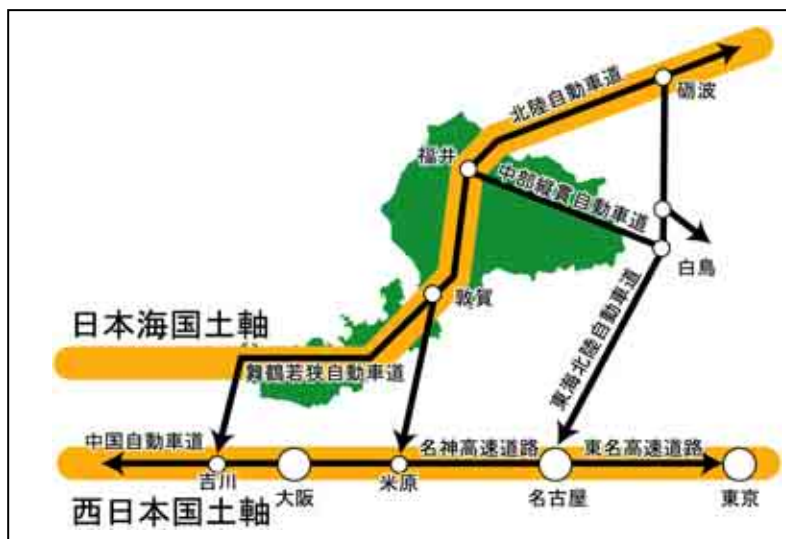 北陸自動車道
砺波
福井
中部縦貫自動車道
白鳥
敦賀
東海北陸自動車道
日本海国土軸
舞鶴若狭自動車道
中国自動車道
名神高速道路
東名高速道路
吉川
大阪
米原
名古屋
東京
西日本国土軸